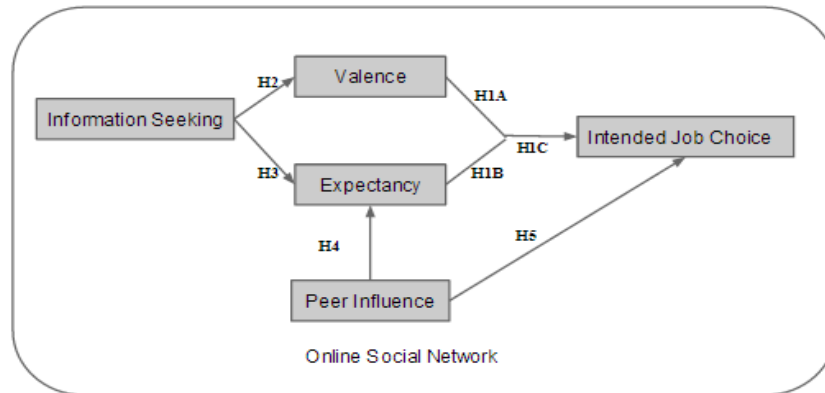 Valence
H2
H1A
Information Seeking
H1C
Intended Job Choice
H3
Expectancy
H1B
H4
H5
Peer Influence
Online Social Network